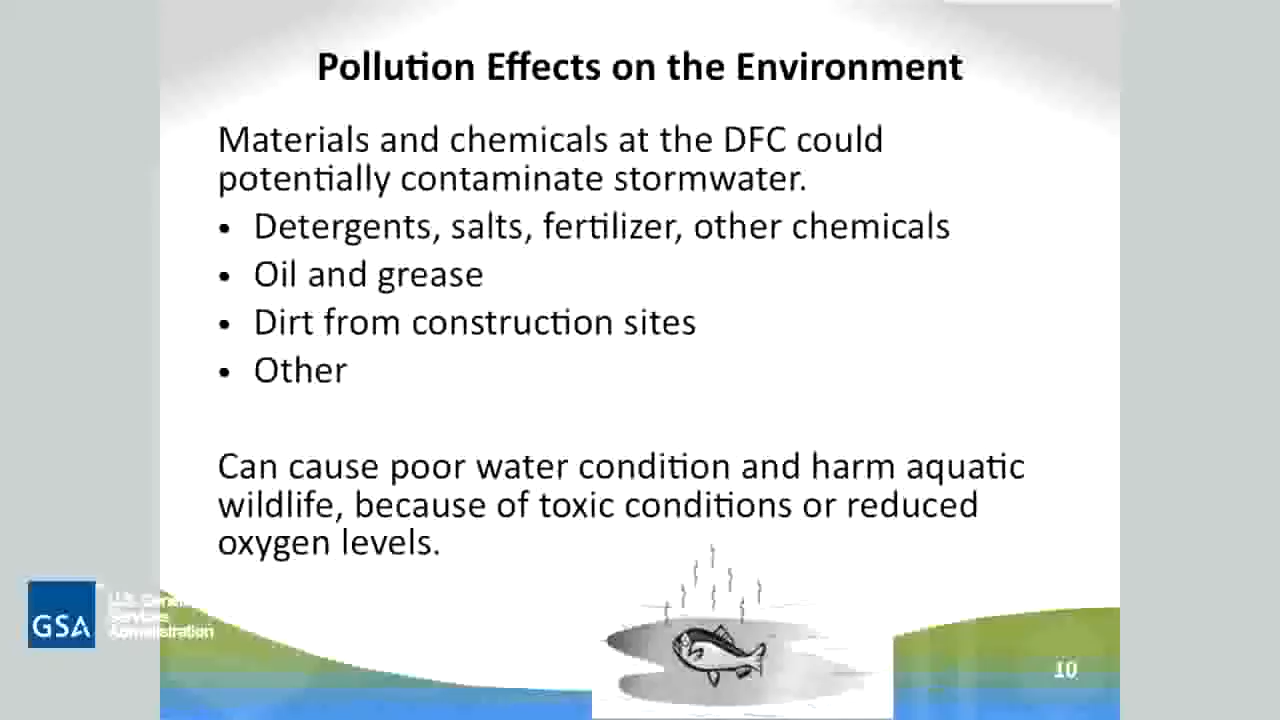 Pollution Effects on the Environment
Materials and chemicals at the DFC could
potentially contaminate stormwater.
• Detergents, salts, fertilizer, other chemicals
• Oil and grease
• Dirt from construction sites
• Other
Can cause poor water condition and harm aquatic
wildlife, because of toxic conditions or reduced
oxygen levels.
GSA
U.S. General
Services
Administration
10